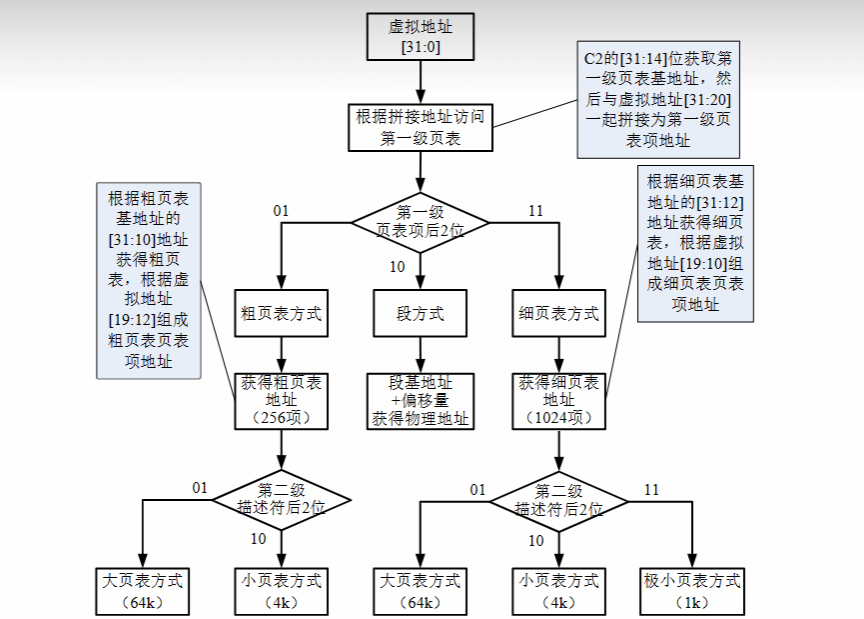 虚拟地址
[31:0]
C2的[31:14]位获取第
一级页表基地址，然
后与虚拟地址[31:20]
一起拼接为第一级页
表项地址
根据拼接地址访问
第一级页表
根据粗页表
基地址的
[31:10]地址
获得粗页
表，根据虚
拟地址
[19:12]组成
粗页表页表
项地址
根据细页表基
地址的[31:12]
地址获得细页
表，根据虚拟
地址[19:10]组
成细页表页表
项地址
01
第一级
页表项后2位
11
10
粗页表方式
段方式
细页表方式
获得粗页表
地址
（256项）
段基地址
+偏移量
获得物理地址
获得细页表
地址
（1024项）
01
第二级
描述符后2位
10
01
第二级
描述符后2位
11
10
大页表方式
（64k）
小页表方式
（4k）
大页表方式
（64k）
小页表方式
（4k）
极小页表方式
（1k）